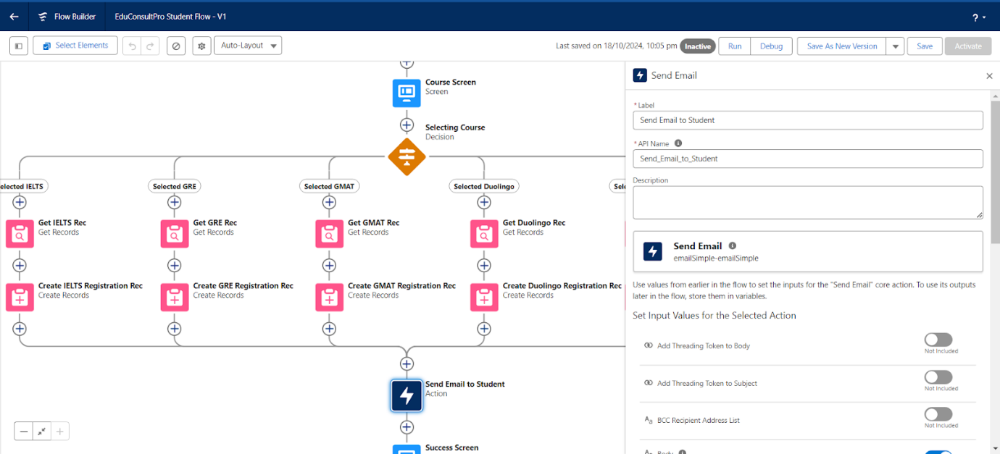 Flow Builder
EduConsultPro Student Flow - V1
?
Select Elements
Auto-Layout
Last saved on 18/10/2024, 10:05 pm
Inactive
Run
Debug
Save As New Version
Save
Activate
Course Screen
Screen
Selecting Course
Decision
elected IELTS
Selected GRE
Selected GMAT
Selected Duolingo
Sele
Get IELTS Rec
Get Records
Get GRE Rec
Get Records
Get GMAT Rec
Get Records
Get Duolingo Rec
Get Records
Create IELTS Registration Rec
Create Records
Create GRE Registration Rec
Create Records
Create GMAT Registration Rec
Create Records
Create Duolingo Registration Rec
Create Records
Send Email to Student
Action
Success Screen
Send Email
*Label
Send Email to Student
*API Name
Send_Email_to_Student
Description
Send Email
emailSimple-emailSimple
Use values from earlier in the flow to set the inputs for the "Send Email" core action. To use its outputs
later in the flow, store them in variables.
Set Input Values for the Selected Action
Add Threading Token to Body
Not Included
Add Threading Token to Subject
Not Included
Aa BCC Recipient Address List
Not Included
Aa Body